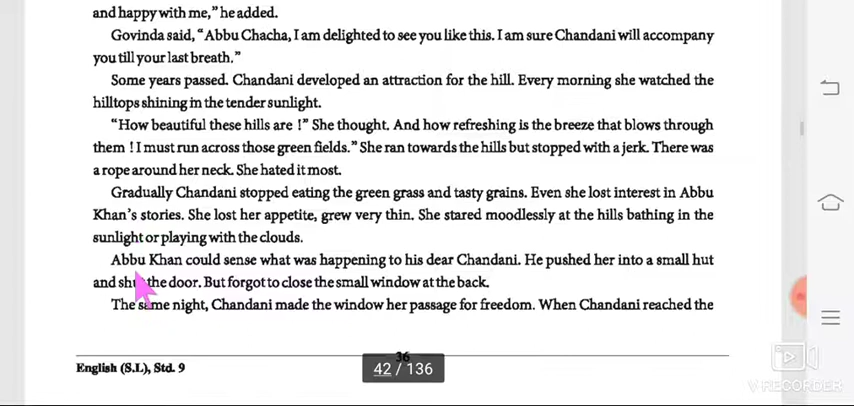 and happy with me,” he added.
Govinda said, “Abbu Chacha, I am delighted to see you like this. I am sure Chandani will accompany
you till your last breath.”
Some years passed. Chandani developed an attraction for the hill. Every morning she watched the
hilltops shining in the tender sunlight.
“How beautiful these hills are !” She thought. And how refreshing is the breeze that blows through
them ! I must run across those green fields.” She ran towards the hills but stopped with a jerk. There was
a rope around her neck. She hated it most.
Gradually Chandani stopped eating the green grass and tasty grains. Even she lost interest in Abbu
Khan’s stories. She lost her appetite, grew very thin. She stared moodlessly at the hills bathing in the
sunlight or playing with the clouds.
Abbu Khan could sense what was happening to his dear Chandani. He pushed her into a small hut
and shut the door. But forgot to close the small window at the back.
The same night, Chandani made the window her passage for freedom. When Chandani reached the
36
English (S.L), Std. 9
42 / 136
V RECORDER